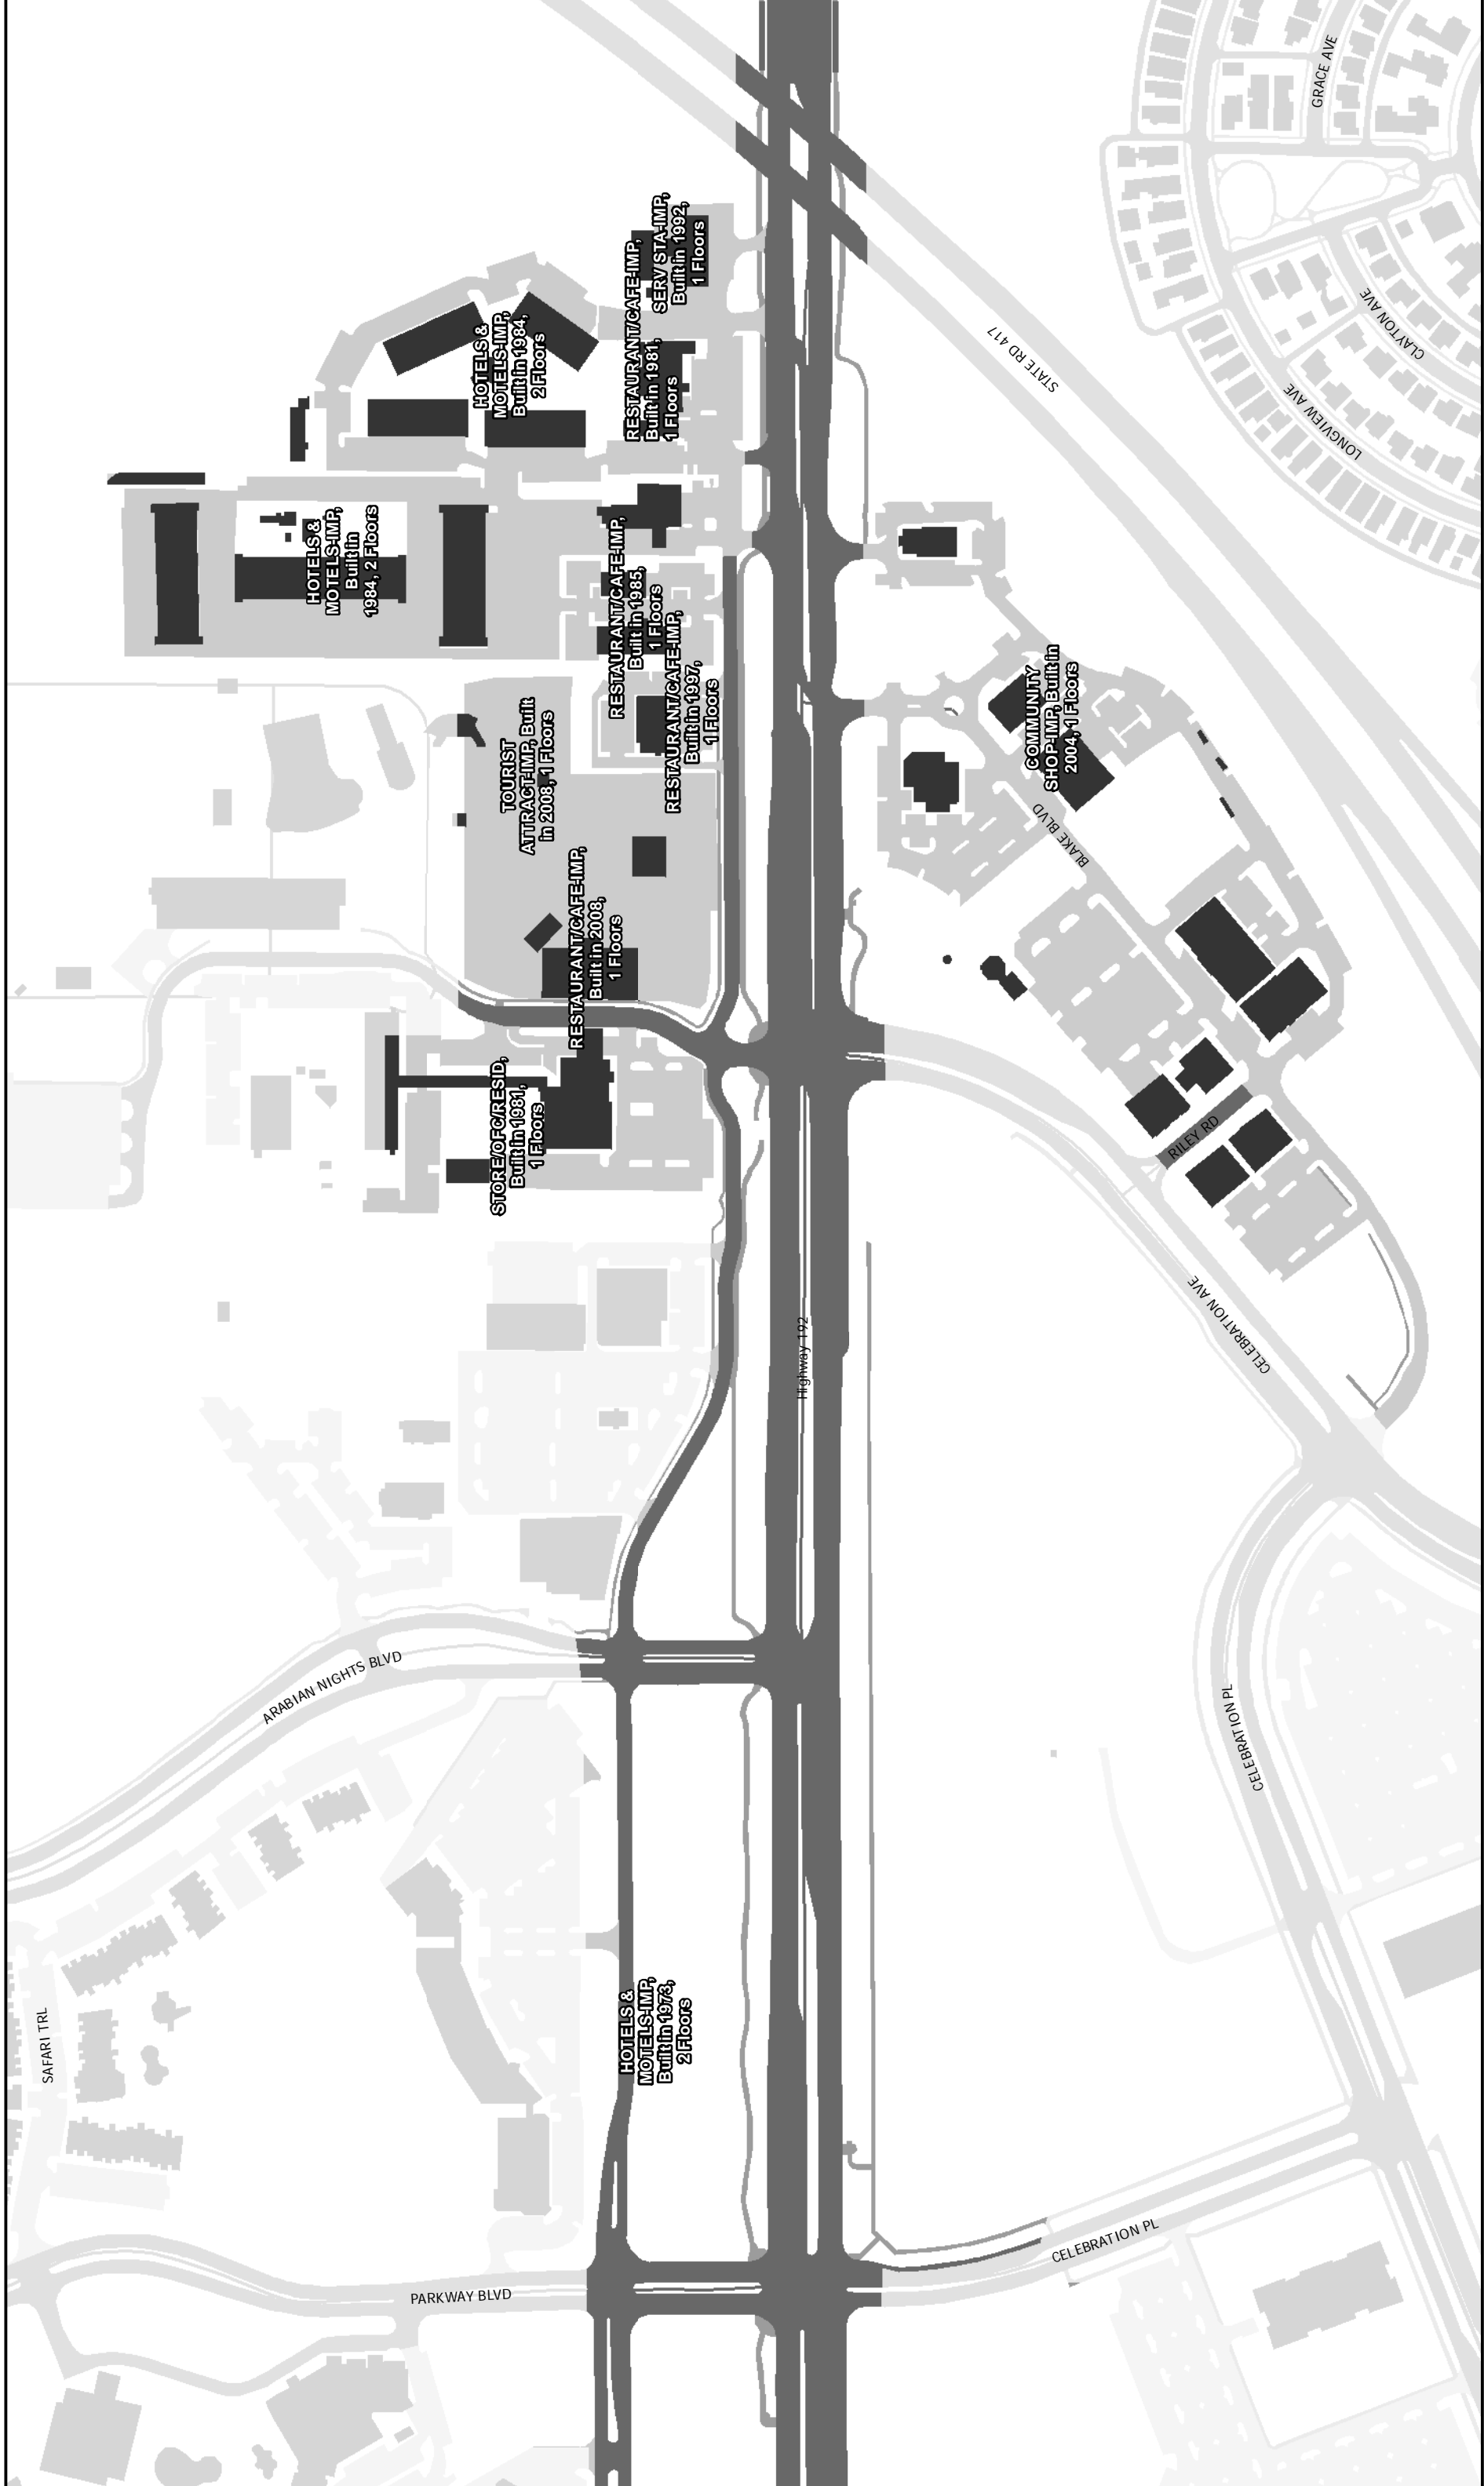 GRACE AVE
CLAYTON AVE
LONGVIEW AVE
STATE RD 417
SERV STA-IMP,
Built in 1992,
1 Floors
RESTAURANT/CAFE-IMP,
Built in 1981,
1 Floors
HOTELS &
MOTELS-IMP,
Built in 1984,
2 Floors
HOTELS &
MOTELS-IMP,
Built in
1984, 2 Floors
RESTAURANT/CAFE-IMP,
Built in 1985,
1 Floors
RESTAURANT/CAFE-IMP,
Built in 1997,
1 Floors
TOURIST
ATTRACT-IMP, Built
in 2008, 1 Floors
COMMUNITY
SHOP-IMP, Built in
2004, 1 Floors
BLAKE BLVD
RESTAURANT/CAFE-IMP,
Built in 2008,
1 Floors
STORE/OFC/RESID,
Built in 1981,
1 Floors
RILEY RD
CELEBRATION AVE
Highway 192
ARABIAN NIGHTS BLVD
CELEBRATION PL
HOTELS &
MOTELS-IMP,
Built in 1973,
2 Floors
SAFARI TRL
CELEBRATION PL
PARKWAY BLVD